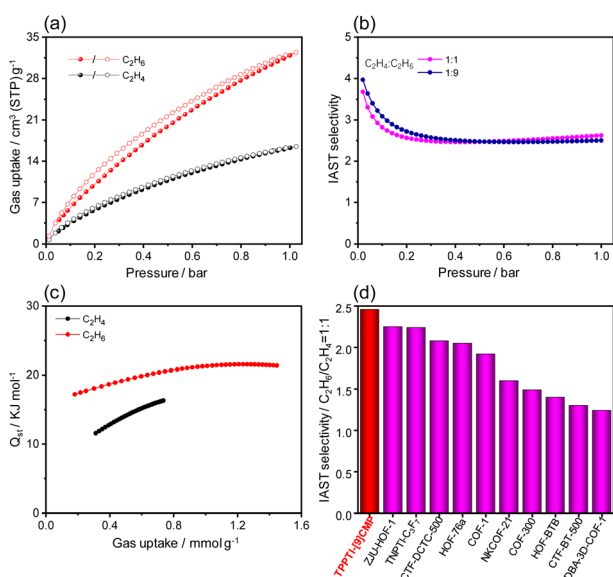 (a)
Gas uptake / cm³ (STP) g⁻¹
35
28
21
14
7
0
/ C₂H₆
/ C₂H₄
0.0 0.2 0.4 0.6 0.8 1.0
Pressure / bar
(b)
IAST selectivity
5
4
3
2
1
0
C₂H₄:C₂H₆ 1:1
1:9
0.0 0.2 0.4 0.6 0.8 1.0
Pressure / bar
(c)
Qst / KJ mol⁻¹
30
20
10
0
C₂H₄
C₂H₆
0.0 0.4 0.8 1.2 1.6
Gas uptake / mmol g⁻¹
(d)
IAST selectivity / C₂H₆/C₂H₄=1:1
2.5
2.0
1.5
1.0
0.5
0.0
TPPTI-[9]CMP
ZJU-HOF-1
TNPTI-C₃F₇
CTF-DCTC-500
HOF-76a
COF-1
NKCOF-21
COF-300
HOF-BTB
CTF-BT-500
DBA-3D-COF-1